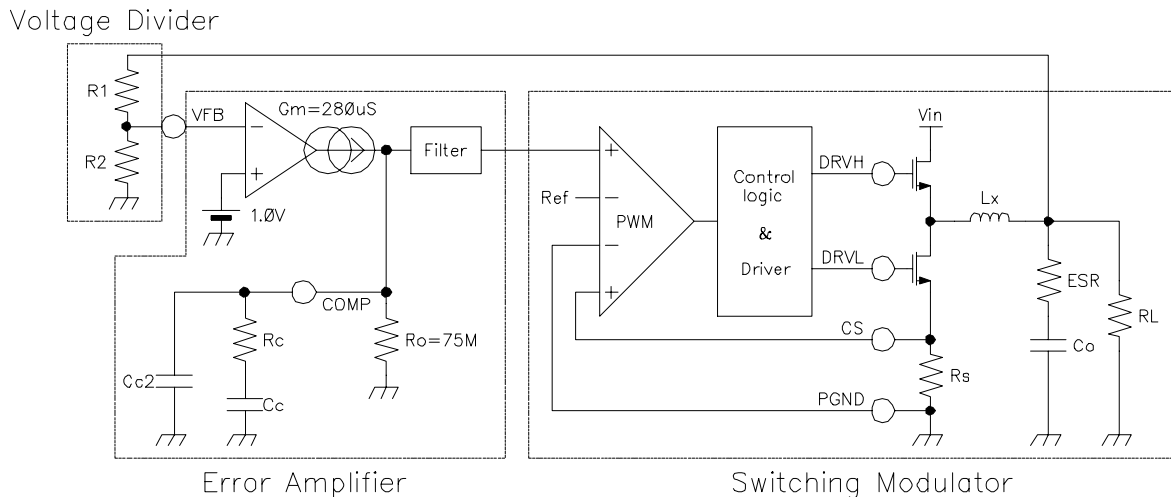 Voltage Divider
R1
R2
VFB
Gm=280uS
1.0V
Filter
COMP
Rc
Cc2
Cc
Ro=75M
Error Amplifier
Ref
PWM
Control
logic
&
Driver
DRVH
DRVL
CS
PGND
Vin
Lx
Rs
ESR
Co
RL
Switching Modulator